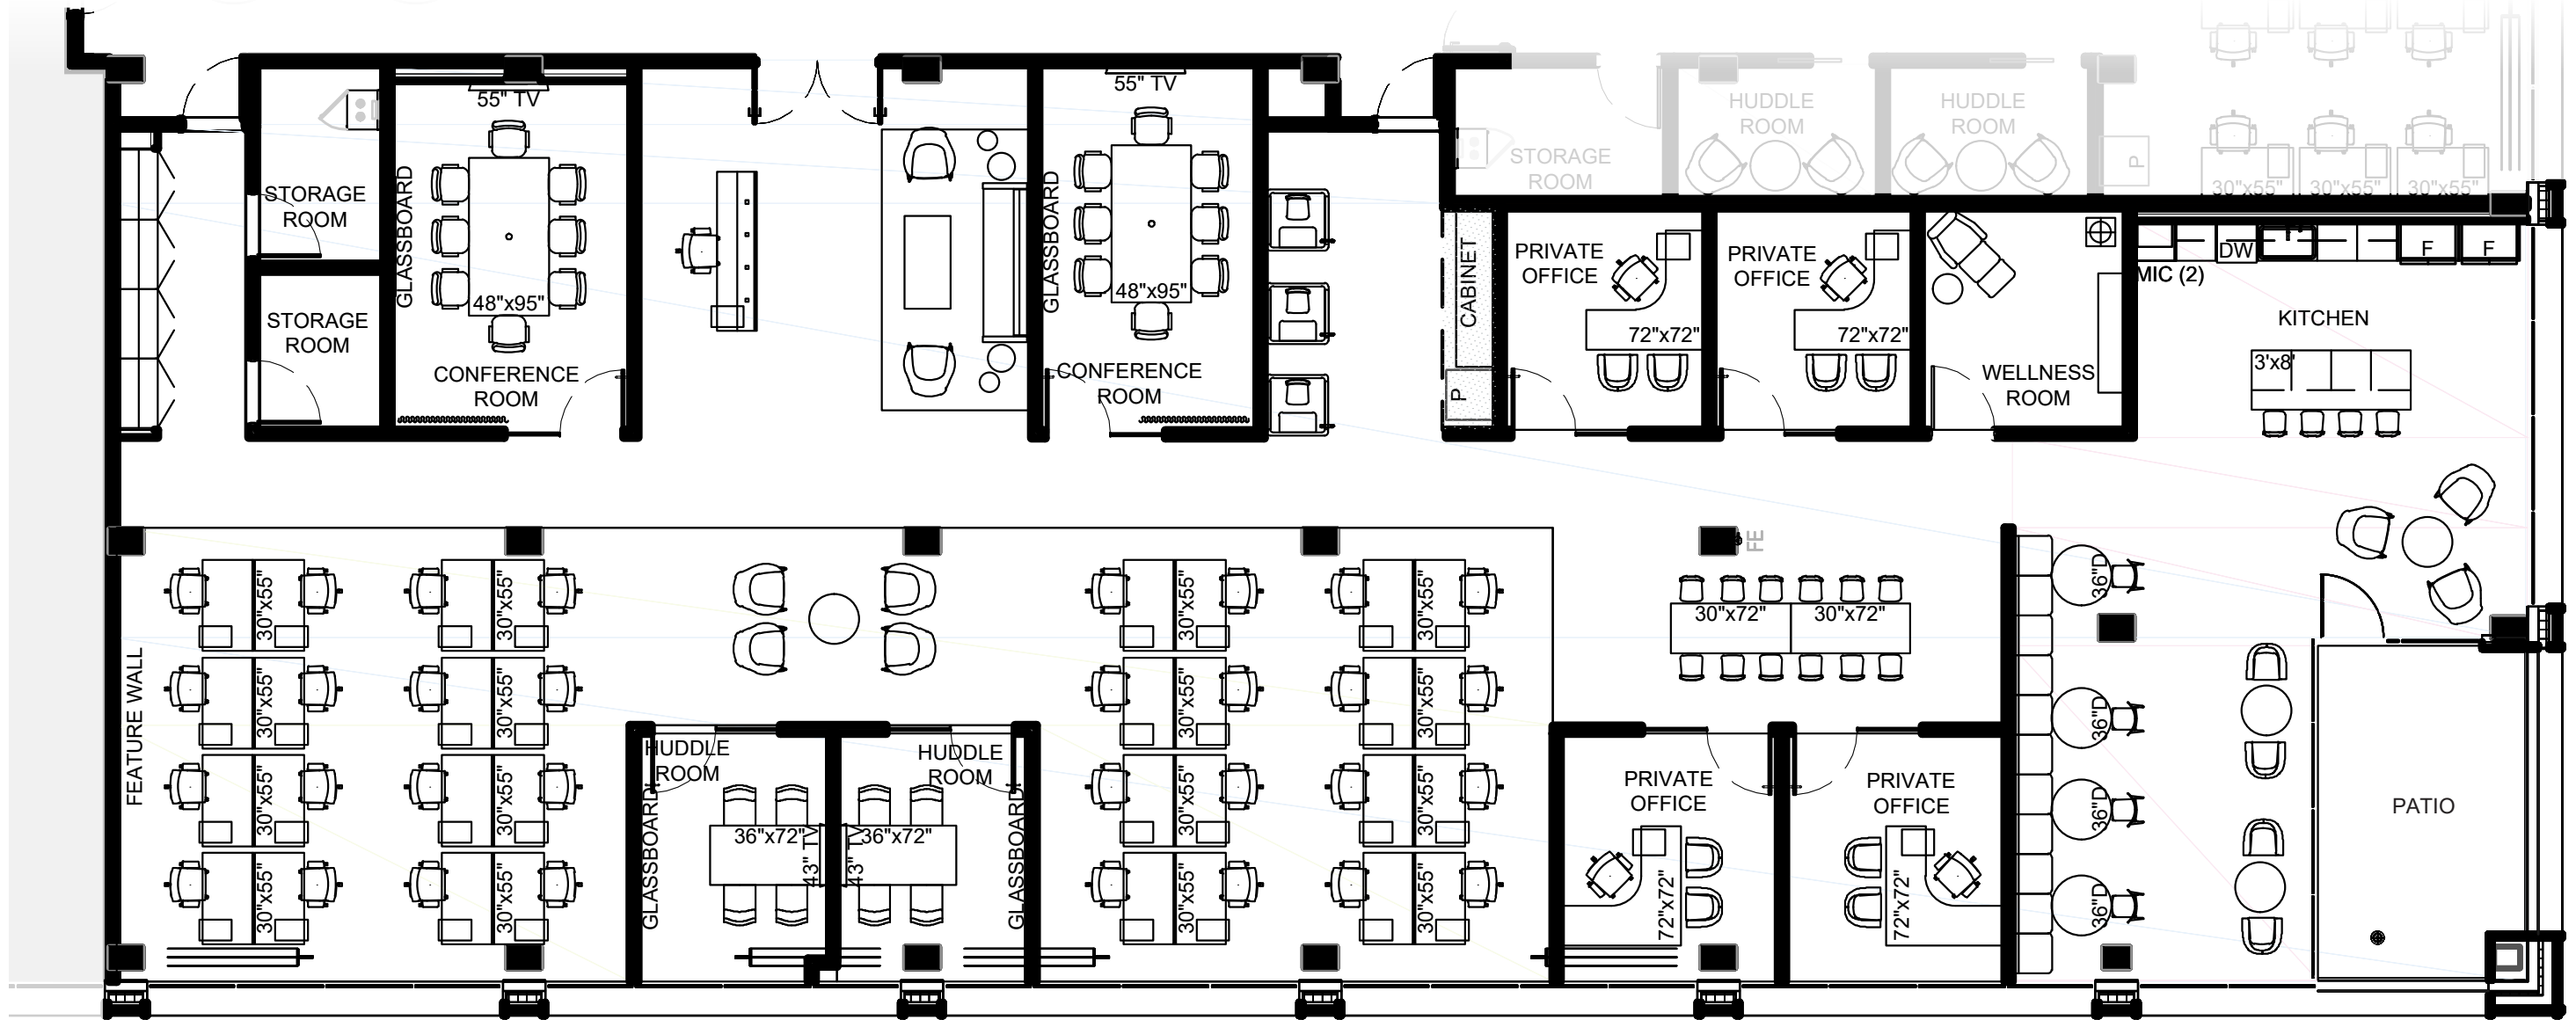 55" TV
55" TV
HUDDLE
ROOM
HUDDLE
ROOM
STORAGE
ROOM
P
30"x55"
30"x55"
30"x55"
STORAGE
ROOM
GLASSBOARD
48"x95"
GLASSBOARD
48"x95"
STORAGE
ROOM
CONFERENCE
ROOM
CONFERENCE
ROOM
CABINET
P
PRIVATE
OFFICE
72"x72"
PRIVATE
OFFICE
72"x72"
WELLNESS
ROOM
DW
F
F
MIC (2)
KITCHEN
3'x8'
FE
30"x55"
30"x55"
30"x55"
30"x55"
30"x72"
30"x72"
36"D
FEATURE WALL
30"x55"
30"x55"
30"x55"
30"x55"
36"D
HUDDLE
ROOM
HUDDLE
ROOM
30"x55"
30"x55"
30"x55"
30"x55"
PRIVATE
OFFICE
PRIVATE
OFFICE
36"D
PATIO
GLASSBOARD
36"x72"
43" TV
43" TV
36"x72"
GLASSBOARD
30"x55"
30"x55"
30"x55"
30"x55"
72"x72"
72"x72"
36"D